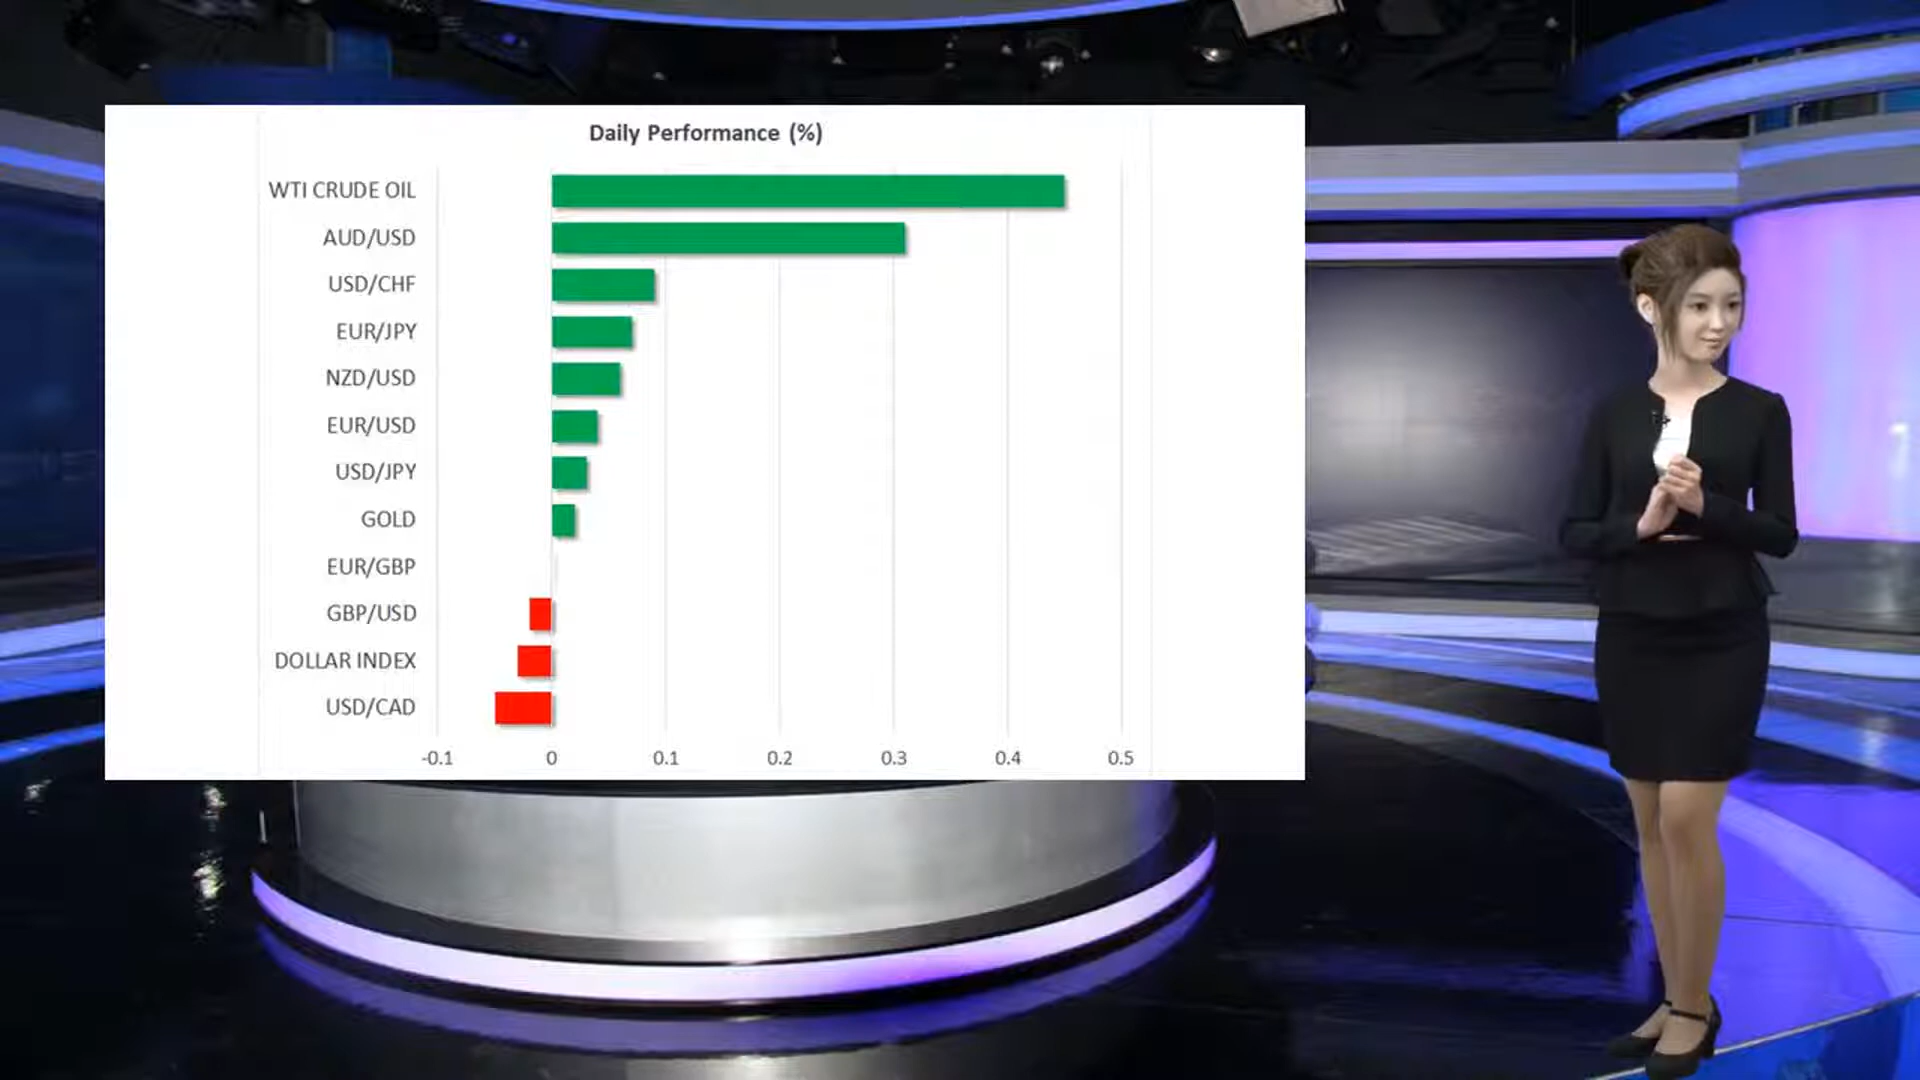 Daily Performance (%)
WTI CRUDE OIL
AUD/USD
USD/CHF
EUR/JPY
NZD/USD
EUR/USD
USD/JPY
GOLD
EUR/GBP
GBP/USD
DOLLAR INDEX
USD/CAD
-0.1 0 0.1 0.2 0.3 0.4 0.5